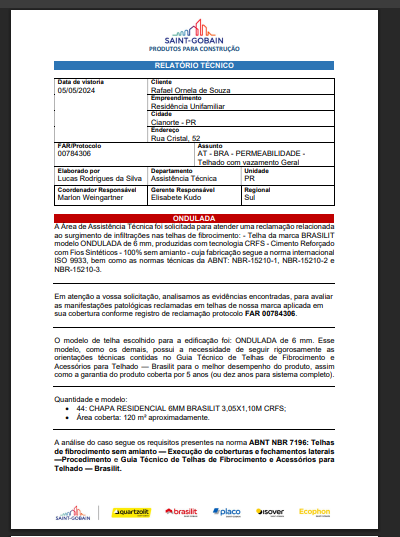 SAINT-GOBAIN
PRODUTOS PARA CONSTRUÇÃO
RELATÓRIO TÉCNICO
Data de vistoria
05/05/2024
Cliente
Rafael Ornela de Souza
Empreendimento
Residência Unifamiliar
Cidade
Cianorte - PR
Endereço
Rua Cristal, 52
FAR/Protocolo
00784306
Assunto
AT - BRA - PERMEABILIDADE -
Telhado com vazamento Geral
Elaborado por
Lucas Rodrigues da Silva
Departamento
Assistência Técnica
Unidade
PR
Coordenador Responsável
Marlon Weingartner
Gerente Responsável
Elisabete Kudo
Regional
Sul
ONDULADA
A Área de Assistência Técnica foi solicitada para atender uma reclamação relacionada
ao surgimento de infiltrações nas telhas de fibrocimento: - Telha da marca BRASILIT
modelo ONDULADA de 6 mm, produzidas com tecnologia CRFS - Cimento Reforçado
com Fios Sintéticos - 100% sem amianto - cuja fabricação segue a norma internacional
ISO 9933, bem como as normas técnicas da ABNT: NBR-15210-1, NBR-15210-2 e
NBR-15210-3.
Em atenção a vossa solicitação, analisamos as evidências encontradas, para avaliar
as manifestações patológicas reclamadas em telhas de nossa marca aplicada em
sua cobertura conforme registro de reclamação protocolo FAR 00784306.
O modelo de telha escolhido para a edificação foi: ONDULADA de 6 mm. Esse
modelo, como os demais, possui a necessidade de seguir rigorosamente as
orientações técnicas contidas no Guia Técnico de Telhas de Fibrocimento e
Acessórios para Telhado — Brasilit para o melhor desempenho do produto, assim
como a garantia do produto coberta por 5 anos (ou dez anos para sistema completo).
Quantidade e modelo:
• 44: CHAPA RESIDENCIAL 6MM BRASILIT 3,05X1,10M CRFS;
• Área coberta: 120 m² aproximadamente.
A análise do caso segue os requisitos presentes na norma ABNT NBR 7196: Telhas
de fibrocimento sem amianto — Execução de coberturas e fechamentos laterais
—Procedimento e Guia Técnico de Telhas de Fibrocimento e Acessórios para
Telhado — Brasilit.
SAINT-GOBAIN
quartzolit
brasilit
placo
isover
Ecophon